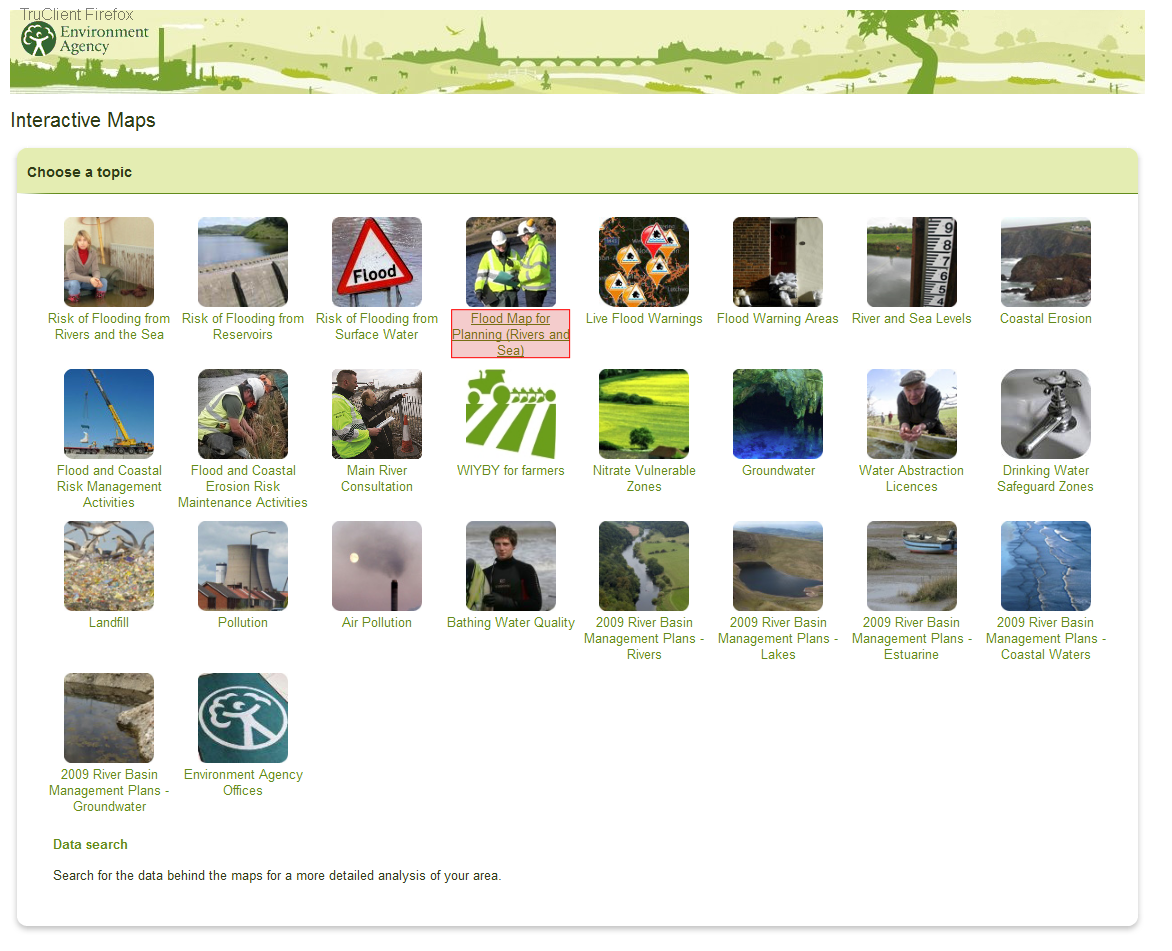 TruClient Firefox
Environment
Agency
Interactive Maps
Choose a topic
Flood
9
8
7
6
5
Risk of Flooding from
Rivers and the Sea
Risk of Flooding from
Reservoirs
Risk of Flooding from
Surface Water
Flood Map for
Planning (Rivers and
Sea)
Live Flood Warnings
Flood Warning Areas
River and Sea Levels
Coastal Erosion
Flood and Coastal
Risk Management
Activities
Flood and Coastal
Erosion Risk
Maintenance Activities
Main River
Consultation
WIYBY for farmers
Nitrate Vulnerable
Zones
Groundwater
Water Abstraction
Licences
Drinking Water
Safeguard Zones
Landfill
Pollution
Air Pollution
Bathing Water Quality
2009 River Basin
Management Plans -
Rivers
2009 River Basin
Management Plans -
Lakes
2009 River Basin
Management Plans -
Estuarine
2009 River Basin
Management Plans -
Coastal Waters
2009 River Basin
Management Plans -
Groundwater
Environment Agency
Offices
Data search
Search for the data behind the maps for a more detailed analysis of your area.